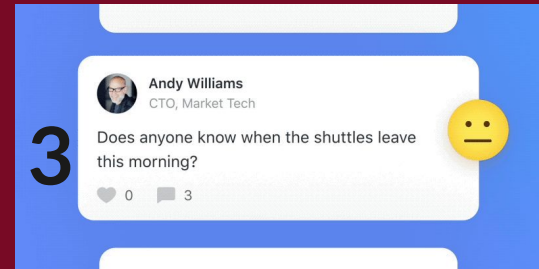 Andy Williams
CTO, Market Tech
3
Does anyone know when the shuttles leave
this morning?
0 3